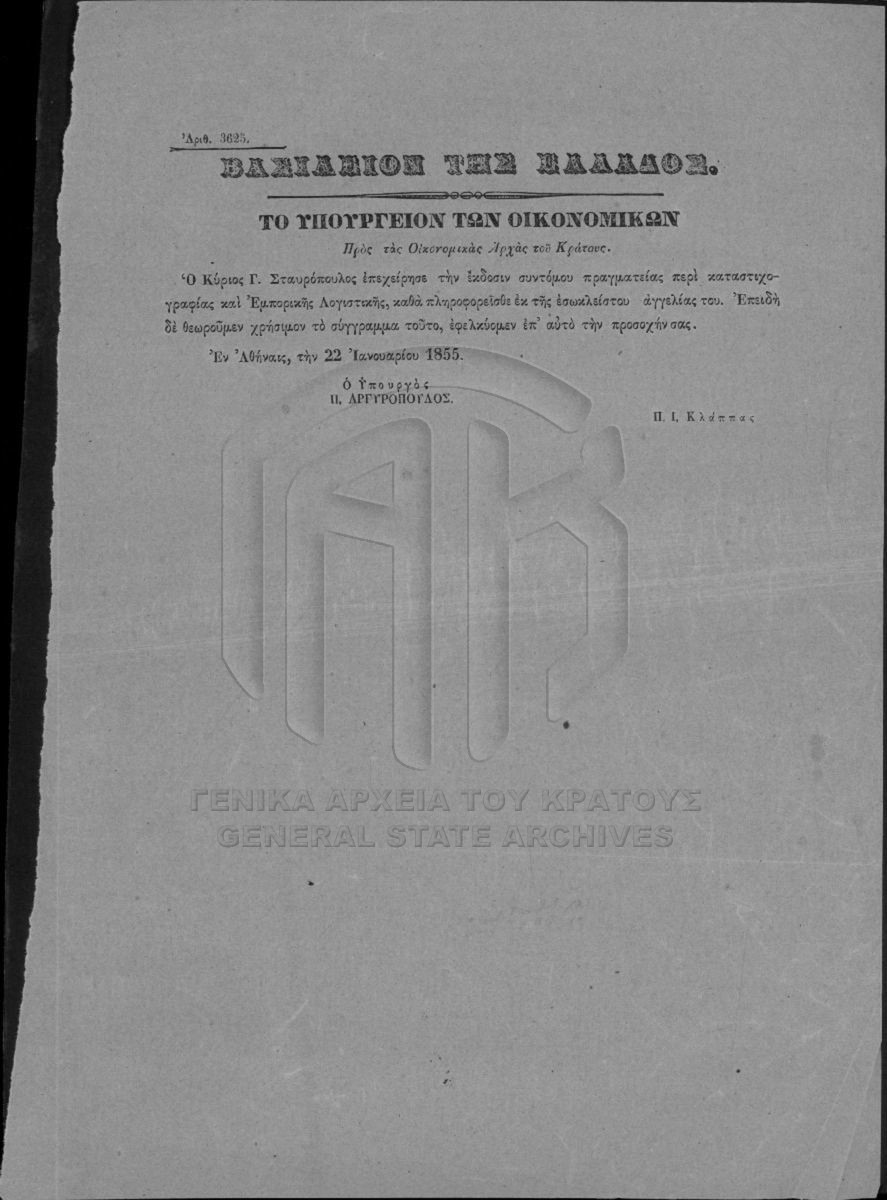 Ἀριθ. 3625.
ΒΑΣΙΛΕΙΟΝ ΤΗΣ ΕΛΛΑΔΟΣ.
ΤΟ ΥΠΟΥΡΓΕΙΟΝ ΤΩΝ ΟΙΚΟΝΟΜΙΚΩΝ
Πρὸς τὰς Οἰκονομικὰς Ἀρχὰς τοῦ Κράτους.
Ὁ Κύριος Γ. Σταυρόπουλος ἐπεχείρησε τὴν ἔκδοσιν συντόμου πραγματείας περὶ καταστιχο-
γραφίας καὶ Ἐμπορικῆς Λογιστικῆς, καθὰ πληροφορεῖσθε ἐκ τῆς ἐσωκλείστου ἀγγελίας του. Ἐπειδὴ
δὲ θεωροῦμεν χρήσιμον τὸ σύγγραμμα τοῦτο, ἐφελκύομεν ἐπ' αὐτὸ τὴν προσοχήν σας.
Ἐν Ἀθήναις, τὴν 22 Ἰανουαρίου 1855.
Ὁ Ὑπουργὸς
Π. ΑΡΓΥΡΟΠΟΥΛΟΣ.
Π. Ι. Κλάππας
ΓΕΝΙΚΑ ΑΡΧΕΙΑ ΤΟΥ ΚΡΑΤΟΥΣ
GENERAL STATE ARCHIVES